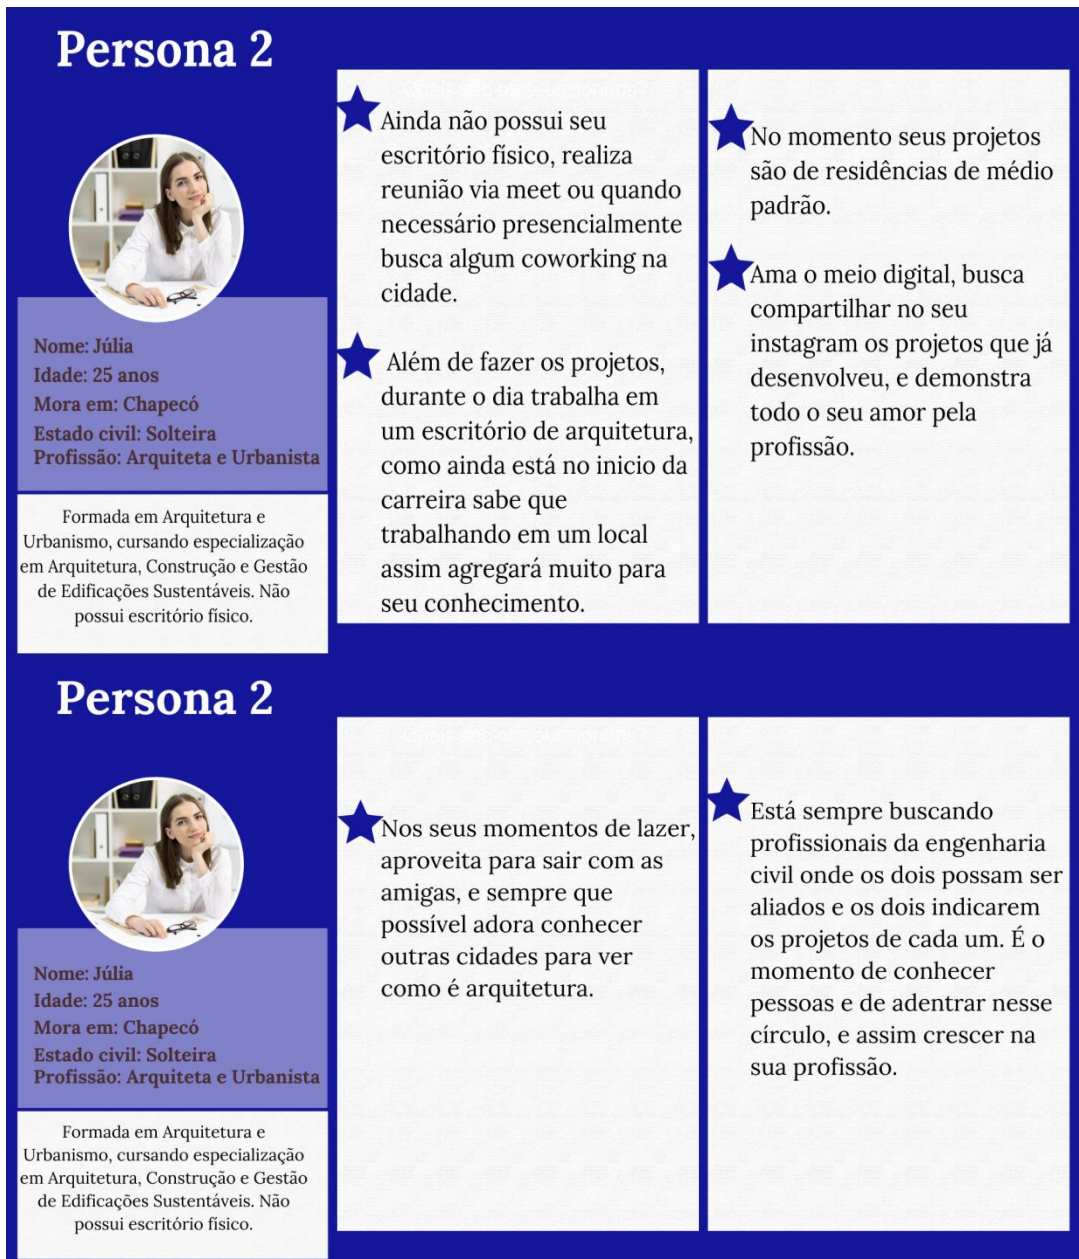 Persona 2
Nome: Júlia
Idade: 25 anos
Mora em: Chapecó
Estado civil: Solteira
Profissão: Arquiteta e Urbanista
Formada em Arquitetura e
Urbanismo, cursando especialização
em Arquitetura, Construção e Gestão
de Edificações Sustentáveis. Não
possui escritório físico.
Ainda não possui seu
escritório físico, realiza
reunião via meet ou quando
necessário presencialmente
busca algum coworking na
cidade.
Além de fazer os projetos,
durante o dia trabalha em
um escritório de arquitetura,
como ainda está no inicio da
carreira sabe que
trabalhando em um local
assim agregará muito para
seu conhecimento.
No momento seus projetos
são de residências de médio
padrão.
Ama o meio digital, busca
compartilhar no seu
instagram os projetos que já
desenvolveu, e demonstra
todo o seu amor pela
profissão.
Persona 2
Nome: Júlia
Idade: 25 anos
Mora em: Chapecó
Estado civil: Solteira
Profissão: Arquiteta e Urbanista
Formada em Arquitetura e
Urbanismo, cursando especialização
em Arquitetura, Construção e Gestão
de Edificações Sustentáveis. Não
possui escritório físico.
Nos seus momentos de lazer,
aproveita para sair com as
amigas, e sempre que
possível adora conhecer
outras cidades para ver
como é arquitetura.
Está sempre buscando
profissionais da engenharia
civil onde os dois possam ser
aliados e os dois indicarem
os projetos de cada um. É o
momento de conhecer
pessoas e de adentrar nesse
círculo, e assim crescer na
sua profissão.